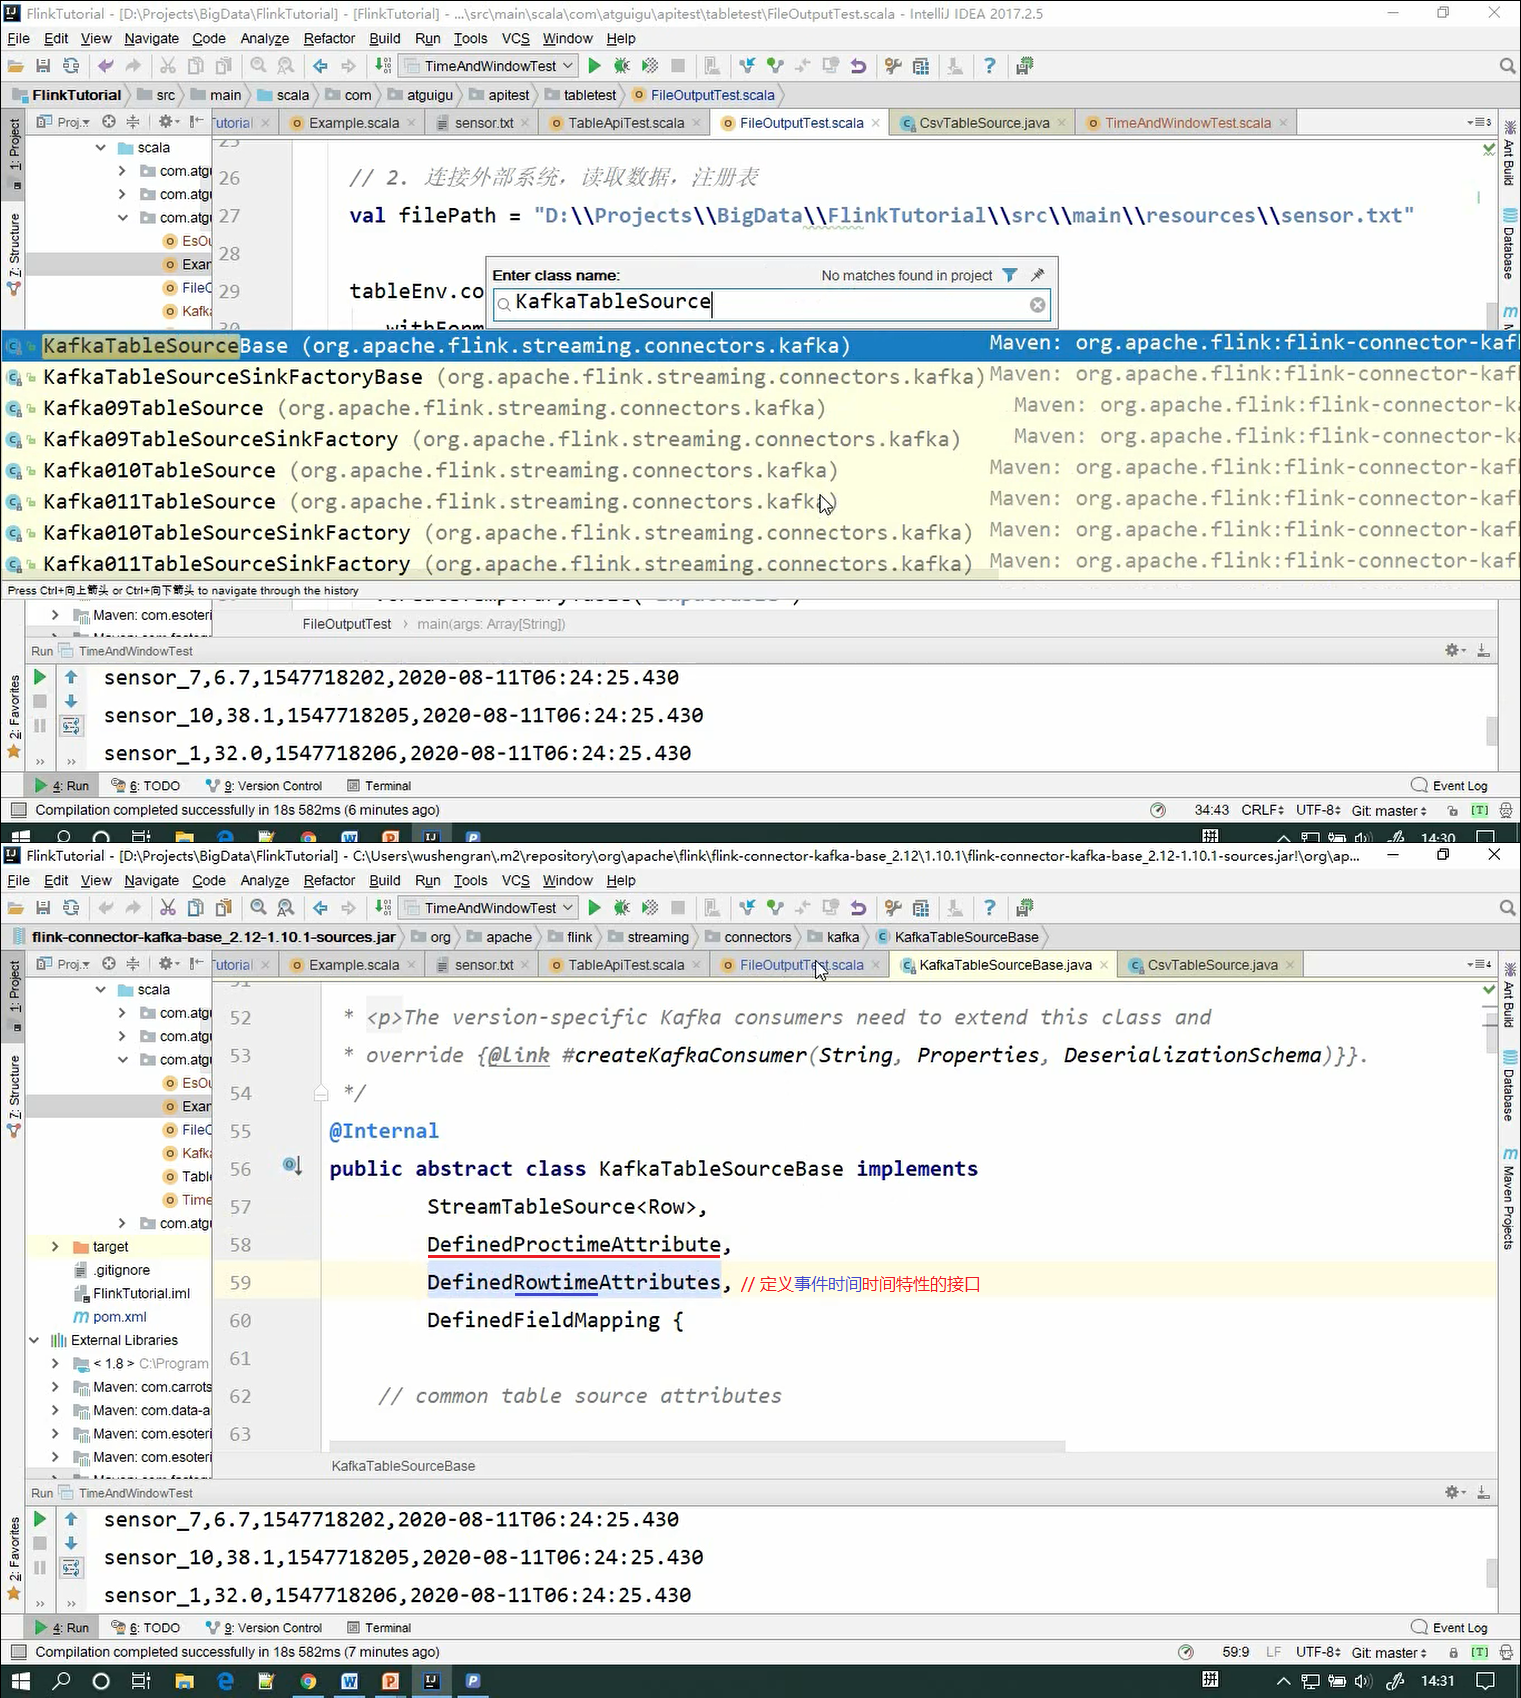 FlinkTutorial - [D:\Projects\BigData\FlinkTutorial] - [FlinkTutorial] - ...\src\main\scala\com\atguigu\apitest\tabletest\FileOutputTest.scala - IntelliJ IDEA 2017.2.5
File Edit View Navigate Code Analyze Refactor Build Run Tools VCS Window Help
TimeAndWindowTest
FlinkTutorial src main scala com atguigu apitest tabletest FileOutputTest.scala
1: Project Proj. utorial Example.scala sensor.txt TableApiTest.scala FileOutputTest.scala CsvTableSource.java TimeAndWindowTest.scala 3
scala 25
com.atgu 26 // 2. 连接外部系统，读取数据，注册表
com.atgu 27 val filePath = "D:\\Projects\\BigData\\FlinkTutorial\\src\\main\\resources\\sensor.txt"
com.atgu
EsOu 28
Exar
FileC 29 tableEnv.co
Kafka 30 withForm
7: Structure
Ant Build
Database
Enter class name: No matches found in project
KafkaTableSource
KafkaTableSourceBase (org.apache.flink.streaming.connectors.kafka) Maven: org.apache.flink:flink-connector-kaf
KafkaTableSourceSinkFactoryBase (org.apache.flink.streaming.connectors.kafka) Maven: org.apache.flink:flink-connector-kaf
Kafka09TableSource (org.apache.flink.streaming.connectors.kafka) Maven: org.apache.flink:flink-connector-ka
Kafka09TableSourceSinkFactory (org.apache.flink.streaming.connectors.kafka) Maven: org.apache.flink:flink-connector-ka
Kafka010TableSource (org.apache.flink.streaming.connectors.kafka) Maven: org.apache.flink:flink-connector-kaf
Kafka011TableSource (org.apache.flink.streaming.connectors.kafka) Maven: org.apache.flink:flink-connector-kaf
Kafka010TableSourceSinkFactory (org.apache.flink.streaming.connectors.kafka) Maven: org.apache.flink:flink-connector-kaf
Kafka011TableSourceSinkFactory (org.apache.flink.streaming.connectors.kafka) Maven: org.apache.flink:flink-connector-kaf
Press Ctrl+向上箭头 or Ctrl+向下箭头 to navigate through the history
Maven: com.esoteri
FileOutputTest main(args: Array[String])
Run TimeAndWindowTest
sensor_7,6.7,1547718202,2020-08-11T06:24:25.430
sensor_10,38.1,1547718205,2020-08-11T06:24:25.430
sensor_1,32.0,1547718206,2020-08-11T06:24:25.430
2: Favorites
4: Run 6: TODO 9: Version Control Terminal Event Log
Compilation completed successfully in 18s 582ms (6 minutes ago) 34:43 CRLF UTF-8 Git: master [T]
拼 14:30
FlinkTutorial - [D:\Projects\BigData\FlinkTutorial] - C:\Users\wushengran\.m2\repository\org\apache\flink\flink-connector-kafka-base_2.12\1.10.1\flink-connector-kafka-base_2.12-1.10.1-sources.jar!\org\ap...
File Edit View Navigate Code Analyze Refactor Build Run Tools VCS Window Help
TimeAndWindowTest
flink-connector-kafka-base_2.12-1.10.1-sources.jar org apache flink streaming connectors kafka KafkaTableSourceBase
1: Project Proj. utorial Example.scala sensor.txt TableApiTest.scala FileOutputTest.scala KafkaTableSourceBase.java CsvTableSource.java 4
scala 51
com.atgu 52 * <p>The version-specific Kafka consumers need to extend this class and
com.atgu 53 * override {@link #createKafkaConsumer(String, Properties, DeserializationSchema)}}.
com.atgu
EsOu 54 */
Exar
FileC 55 @Internal
Kafka 56 public abstract class KafkaTableSourceBase implements
Tabl
Time 57 StreamTableSource<Row>,
com.atgu
target 58 DefinedProctimeAttribute,
.gitignore 59 DefinedRowtimeAttributes, // 定义事件时间时间特性的接口
FlinkTutorial.iml
pom.xml 60 DefinedFieldMapping {
External Libraries
< 1.8 > C:\Program 61
Maven: com.carrots 62 // common table source attributes
Maven: com.data-a
Maven: com.esoteri 63
Maven: com.esoteri
KafkaTableSourceBase
7: Structure
Ant Build
Database
Maven Projects
Run TimeAndWindowTest
sensor_7,6.7,1547718202,2020-08-11T06:24:25.430
sensor_10,38.1,1547718205,2020-08-11T06:24:25.430
sensor_1,32.0,1547718206,2020-08-11T06:24:25.430
2: Favorites
4: Run 6: TODO 9: Version Control Terminal Event Log
Compilation completed successfully in 18s 582ms (7 minutes ago) 59:9 LF UTF-8 Git: master [T]
拼 14:31